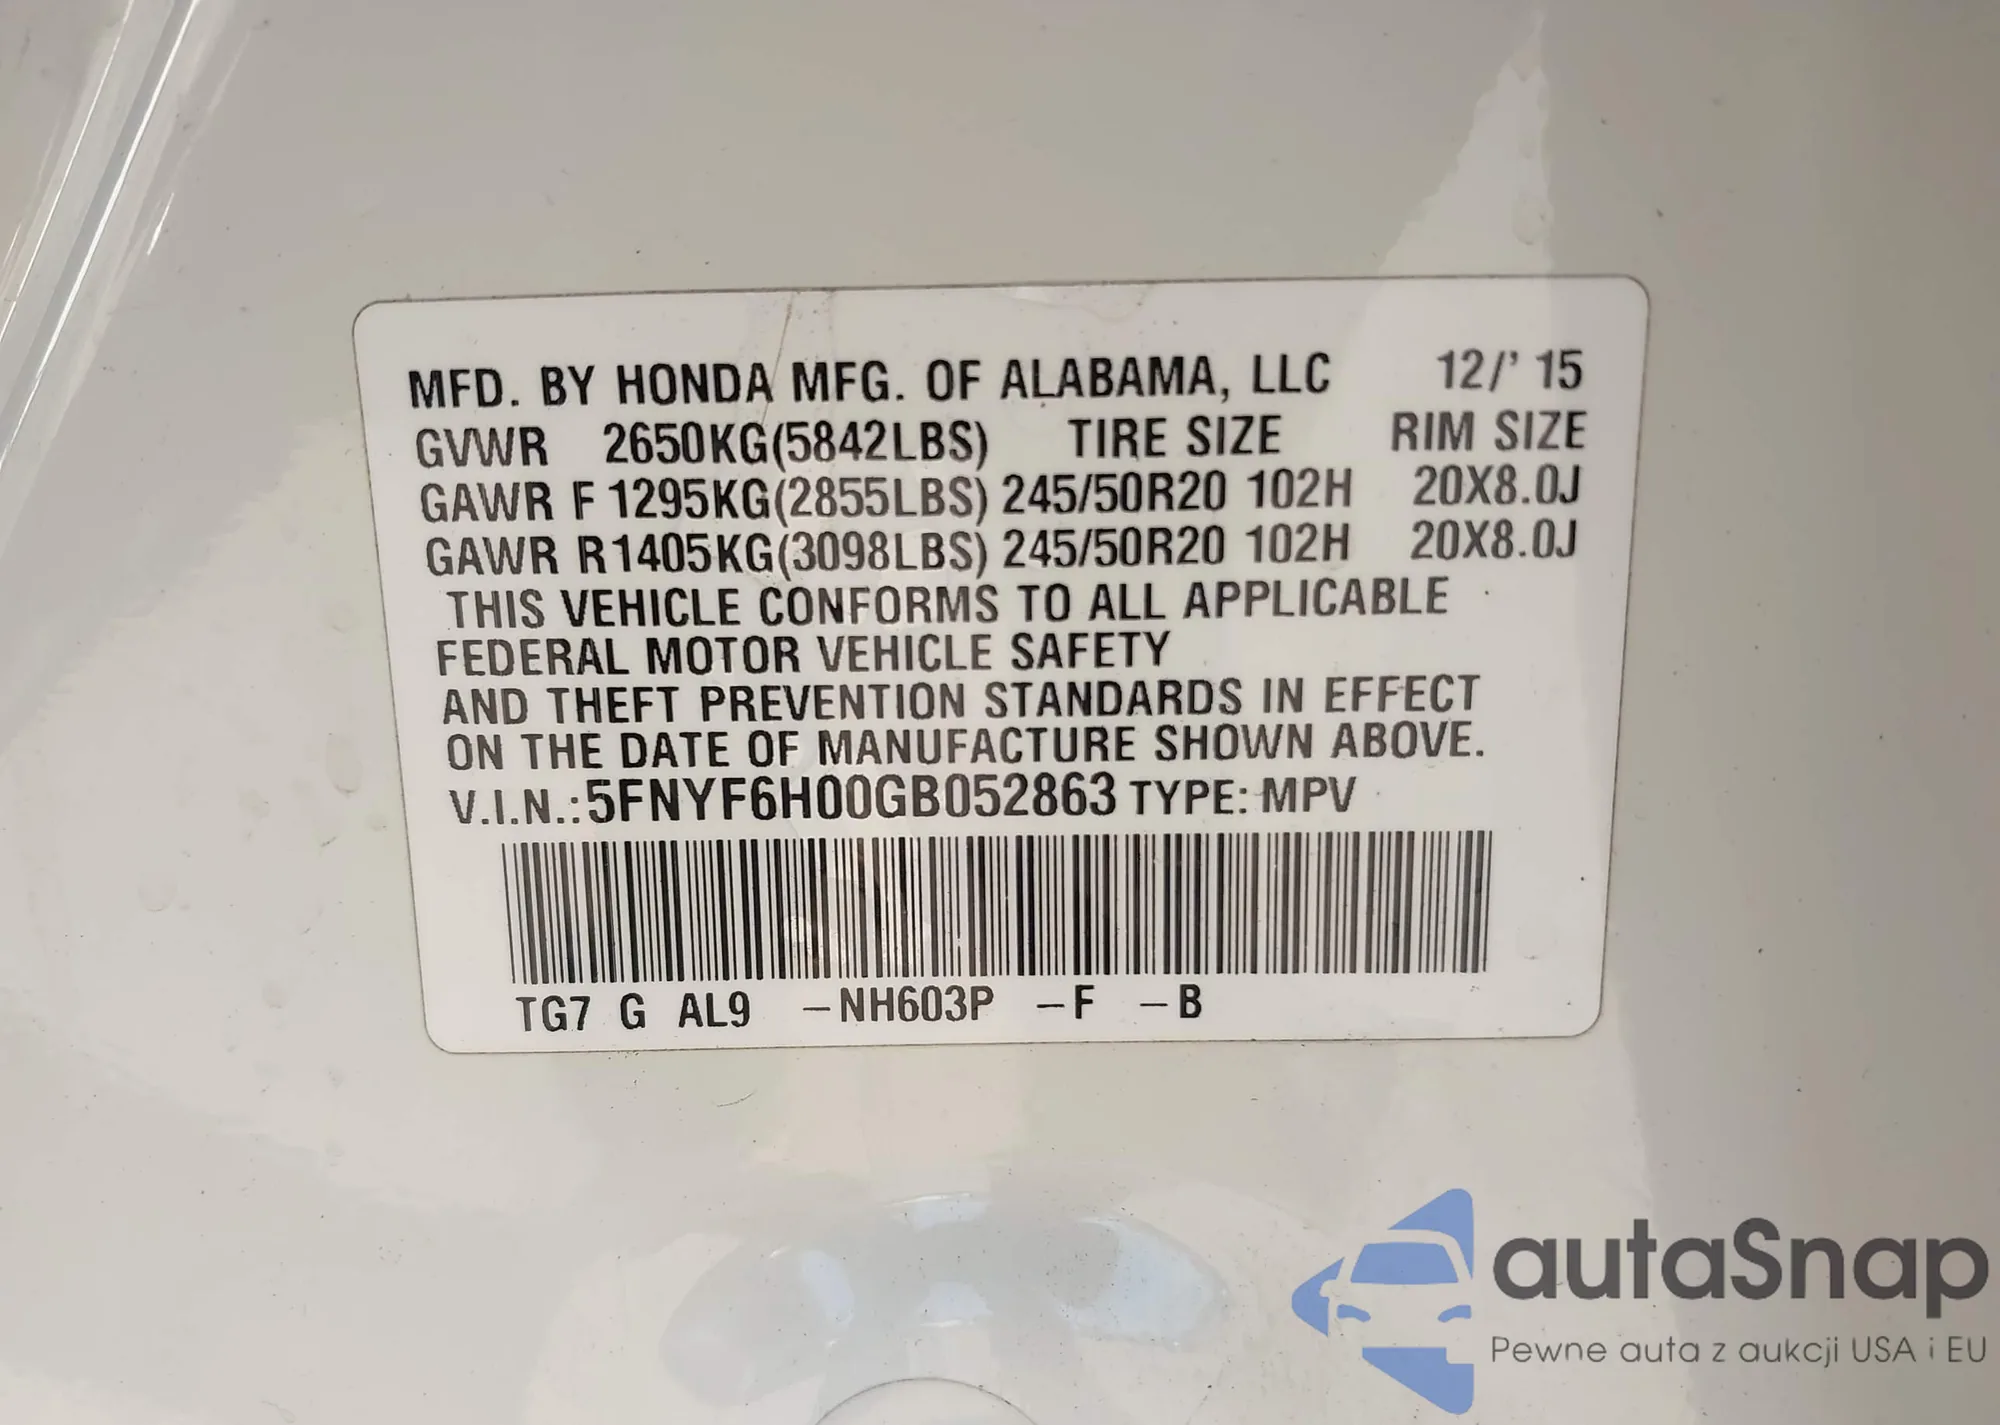 MFD. BY HONDA MFG. OF ALABAMA, LLC 12/' 15
GVWR 2650KG(5842LBS) TIRE SIZE RIM SIZE
GAWR F 1295KG(2855LBS) 245/50R20 102H 20X8.0J
GAWR R1405KG(3098LBS) 245/50R20 102H 20X8.0J
THIS VEHICLE CONFORMS TO ALL APPLICABLE
FEDERAL MOTOR VEHICLE SAFETY
AND THEFT PREVENTION STANDARDS IN EFFECT
ON THE DATE OF MANUFACTURE SHOWN ABOVE.
V.I.N.: 5FNYF6H00GB052863 TYPE: MPV
TG7 G AL9 –NH603P –F –B
autaSnap
Pewne auta z aukcji USA i EU